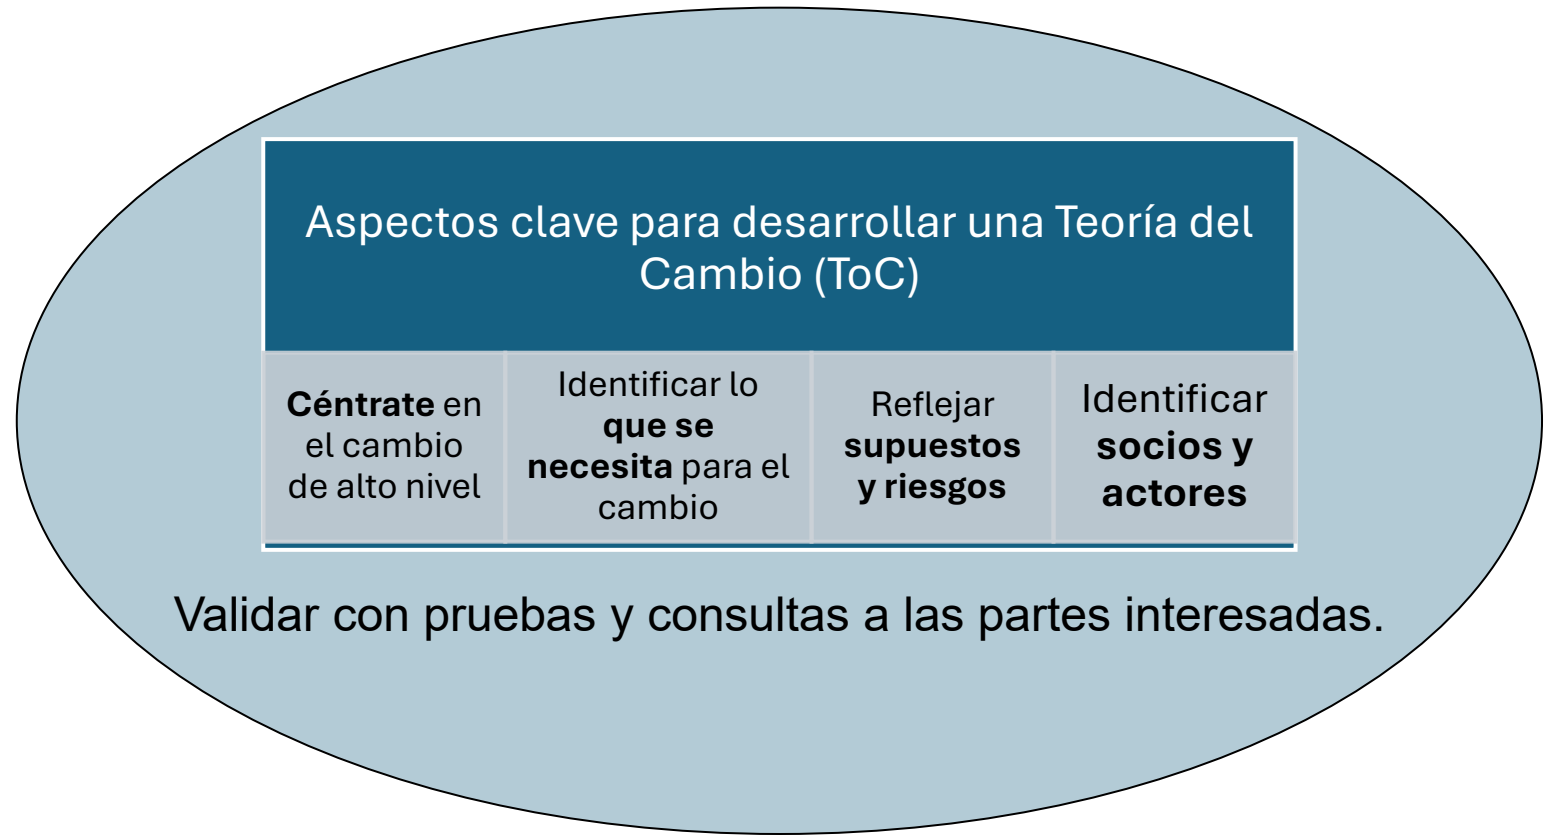 Aspectos clave para desarrollar una Teoría del
Cambio (ToC)
Céntrate en
el cambio
de alto nivel
Identificar lo
que se
necesita para el
cambio
Reflejar
supuestos
y riesgos
Identificar
socios y
actores
Validar con pruebas y consultas a las partes interesadas.